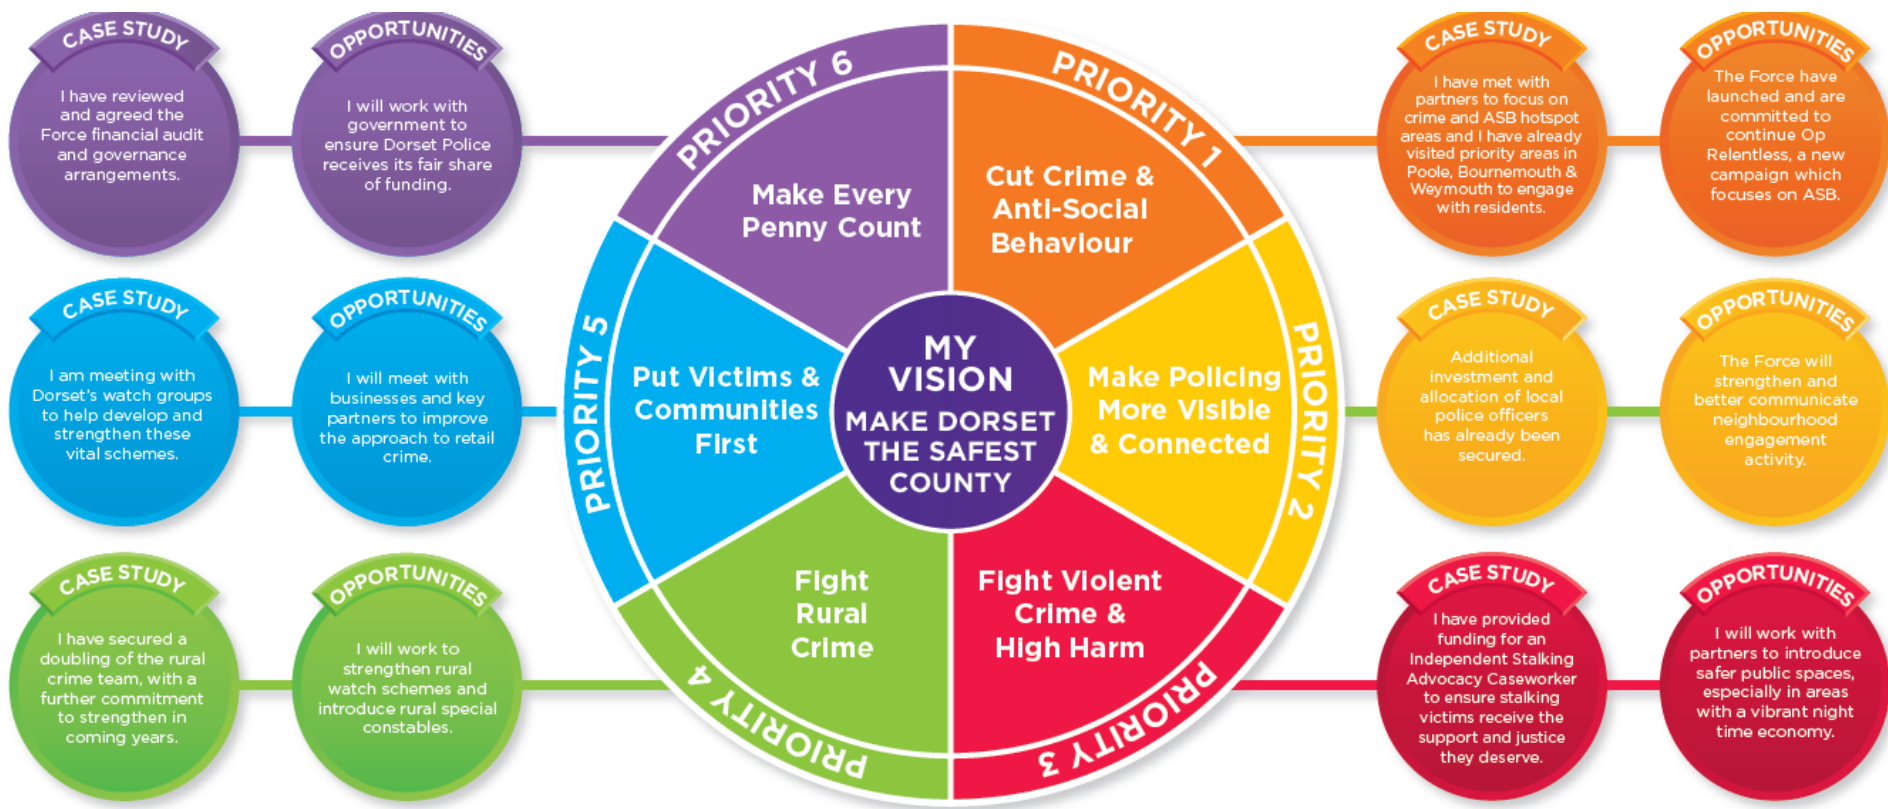 CASE STUDY
I have reviewed
and agreed the
Force financial audit
and governance
arrangements.
OPPORTUNITIES
I will work with
government to
ensure Dorset Police
receives its fair share
of funding.
PRIORITY 6
Make Every
Penny Count
PRIORITY 1
Cut Crime &
Anti-Social
Behaviour
CASE STUDY
I have met with
partners to focus on
crime and ASB hotspot
areas and I have already
visited priority areas in
Poole, Bournemouth &
Weymouth to engage
with residents.
OPPORTUNITIES
The Force have
launched and are
committed to
continue Op
Relentless, a new
campaign which
focuses on ASB.
CASE STUDY
I am meeting with
Dorset's watch groups
to help develop and
strengthen these
vital schemes.
OPPORTUNITIES
I will meet with
businesses and key
partners to improve
the approach to retail
crime.
PRIORITY 5
Put Victims &
Communities
First
MY
VISION
MAKE DORSET
THE SAFEST
COUNTY
PRIORITY 2
Make Policing
More Visible
& Connected
CASE STUDY
Additional
investment and
allocation of local
police officers
has already been
secured.
OPPORTUNITIES
The Force will
strengthen and
better communicate
neighbourhood
engagement
activity.
CASE STUDY
I have secured a
doubling of the rural
crime team, with a
further commitment
to strengthen in
coming years.
OPPORTUNITIES
I will work to
strengthen rural
watch schemes and
introduce rural special
constables.
PRIORITY 4
Fight
Rural
Crime
PRIORITY 3
Fight Violent
Crime &
High Harm
CASE STUDY
I have provided
funding for an
Independent Stalking
Advocacy Caseworker
to ensure stalking
victims receive the
support and justice
they deserve.
OPPORTUNITIES
I will work with
partners to introduce
safer public spaces,
especially in areas
with a vibrant night
time economy.